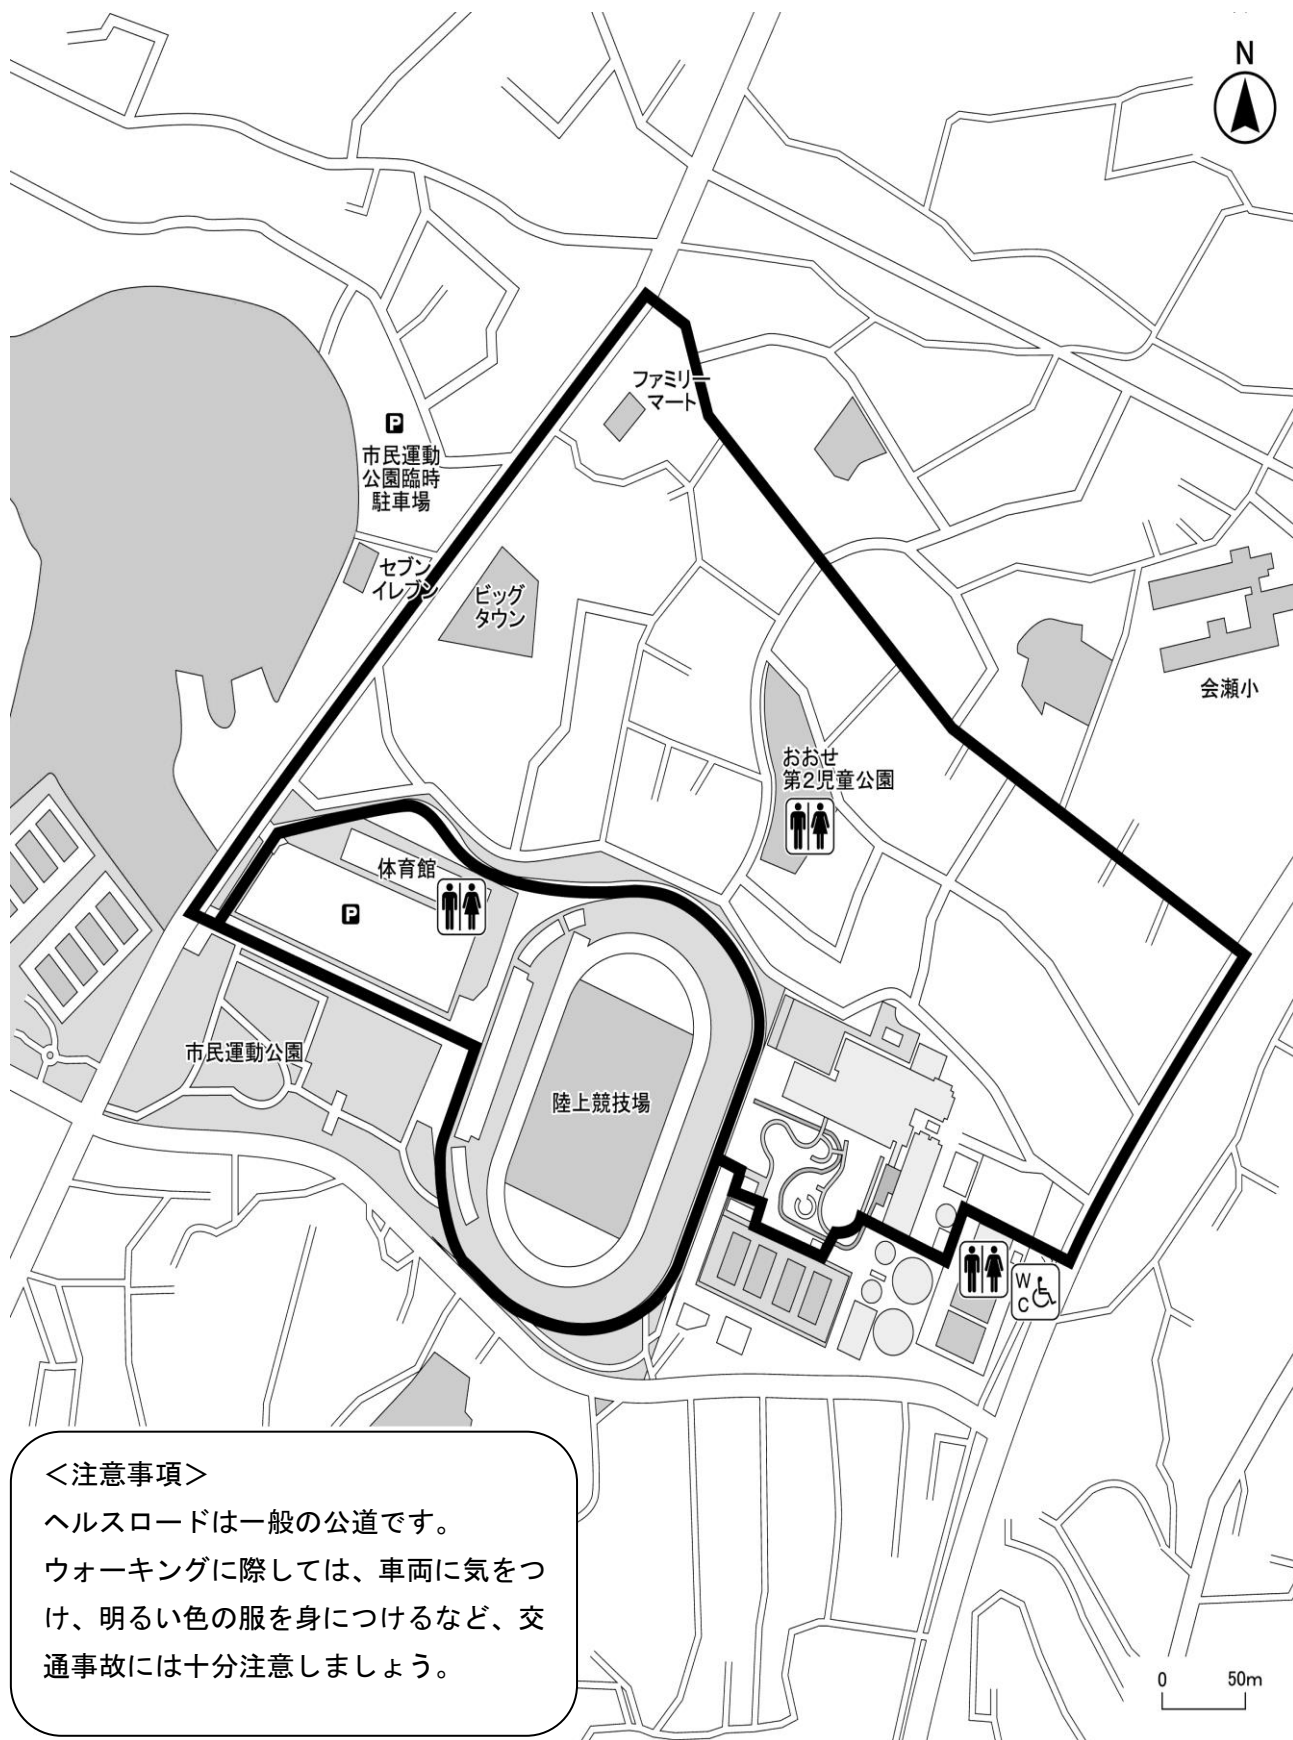 N
ファミリー
マート
P
市民運動
公園臨時
駐車場
セブン
イレブン
ビッグ
タウン
会瀬小
おおせ
第2児童公園
体育館
P
市民運動公園
陸上競技場
W
C
＜注意事項＞
ヘルスロードは一般の公道です。
ウォーキングに際しては、車両に気をつ
け、明るい色の服を身につけるなど、交
通事故には十分注意しましょう。
0 50m